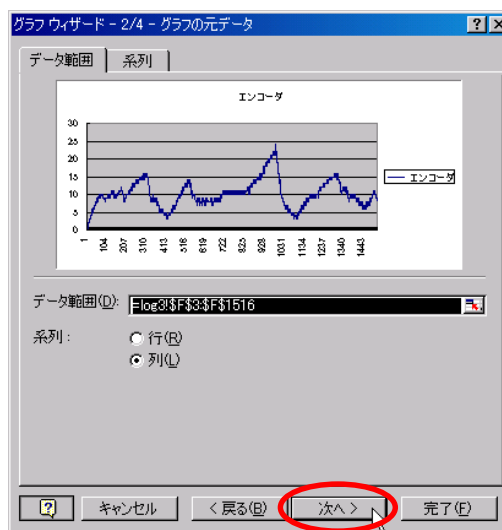 グラフ ウィザード - 2/4 - グラフの元データ
データ範囲
系列
エンコーダ
30
25
20
15
10
5
0
1 104 207 310 413 516 619 722 825 928 1031 1134 1237 1340 1443
エンコーダ
データ範囲(D): =log3!$F$3:$F$1516
系列:
行(R)
列(L)
キャンセル
< 戻る(B)
次へ >
完了(F)